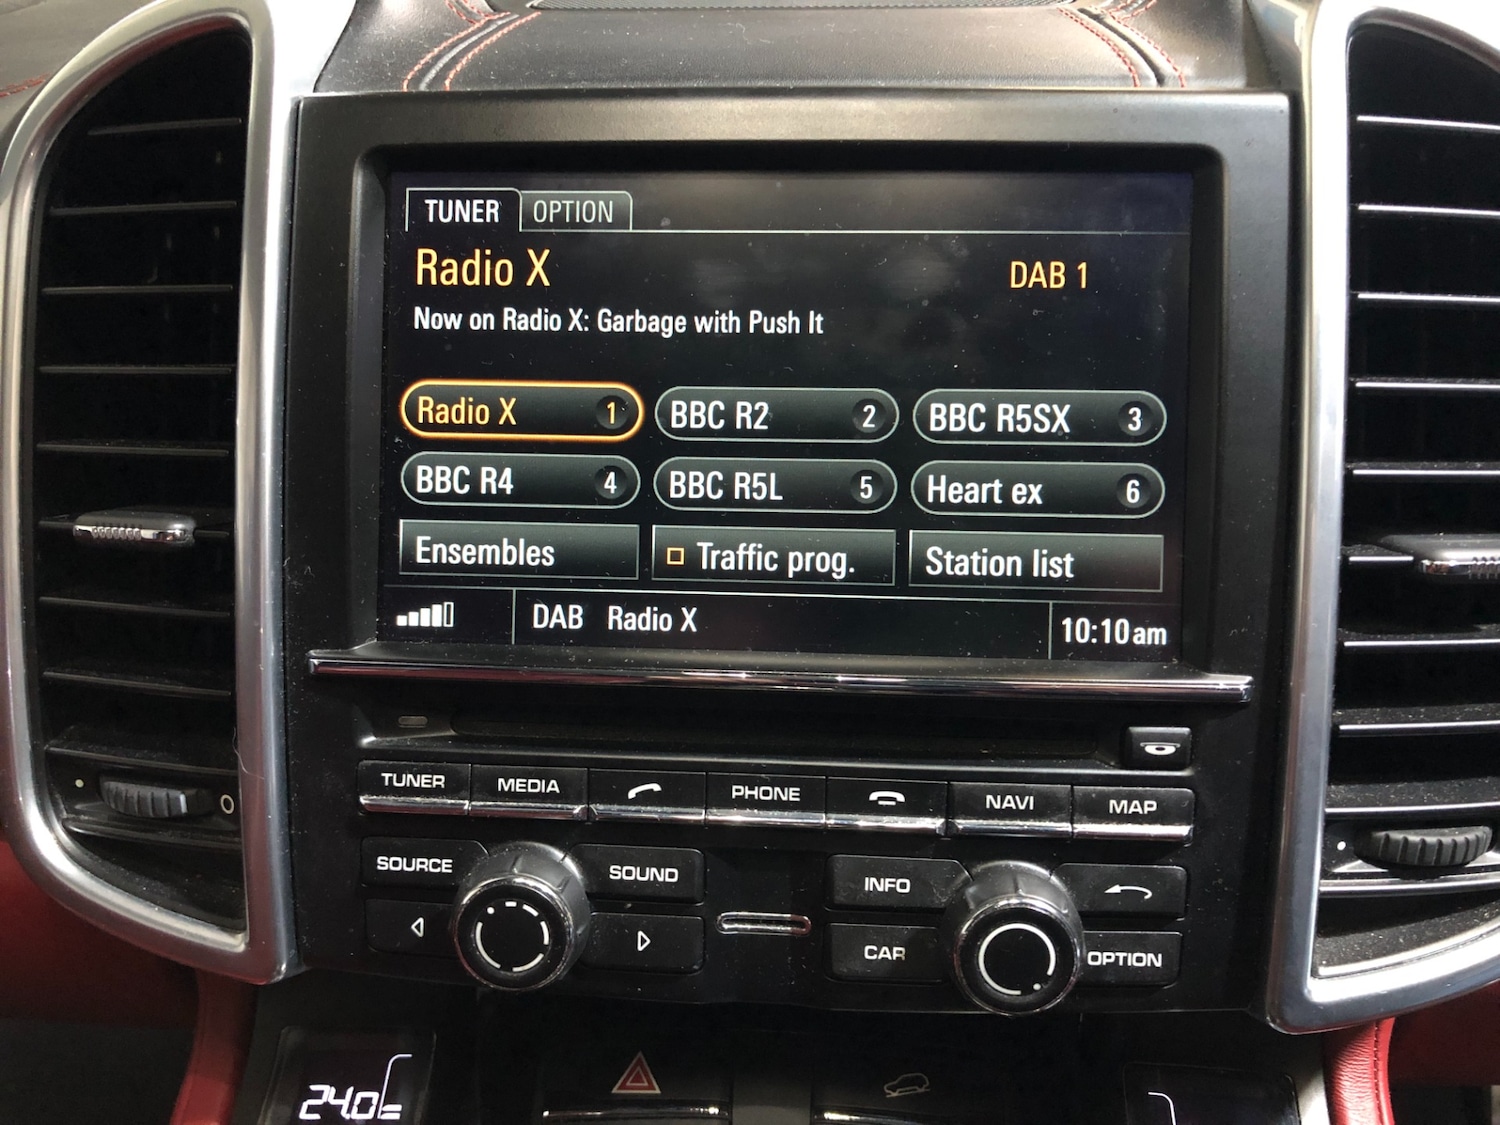 TUNER OPTION
Radio X DAB 1
Now on Radio X: Garbage with Push It
Radio X 1 BBC R2 2 BBC R5SX 3
BBC R4 4 BBC R5L 5 Heart ex 6
Ensembles Traffic prog. Station list
DAB Radio X 10:10am
TUNER MEDIA PHONE NAVI MAP
SOURCE SOUND INFO
CAR OPTION
24.0